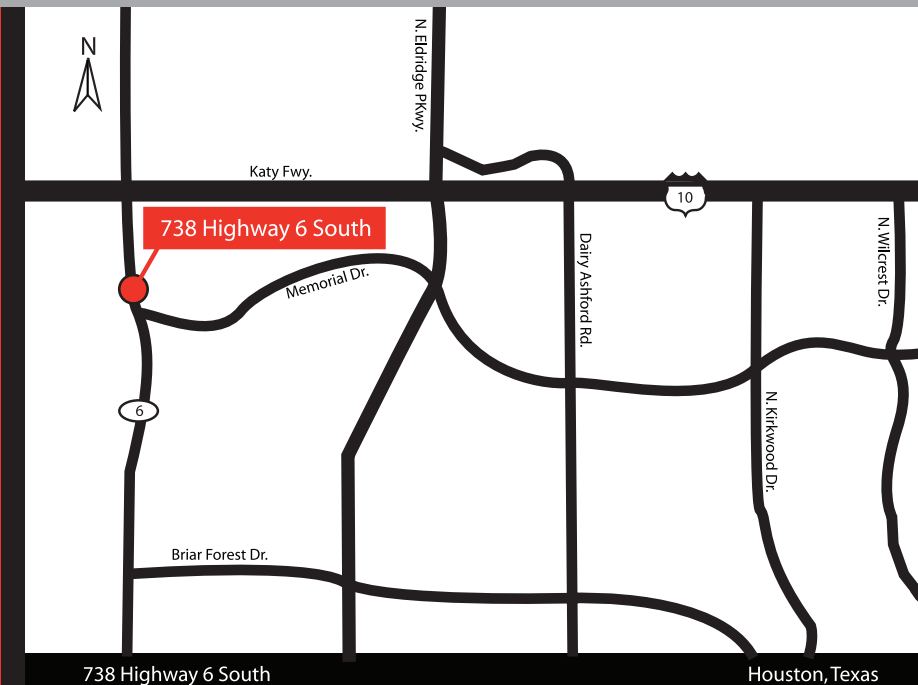 N
N. Eldridge PKwy.
Katy Fwy.
10
738 Highway 6 South
Memorial Dr.
Dairy Ashford Rd.
N. Wilcrest Dr.
6
N. Kirkwood Dr.
Briar Forest Dr.
738 Highway 6 South
Houston, Texas